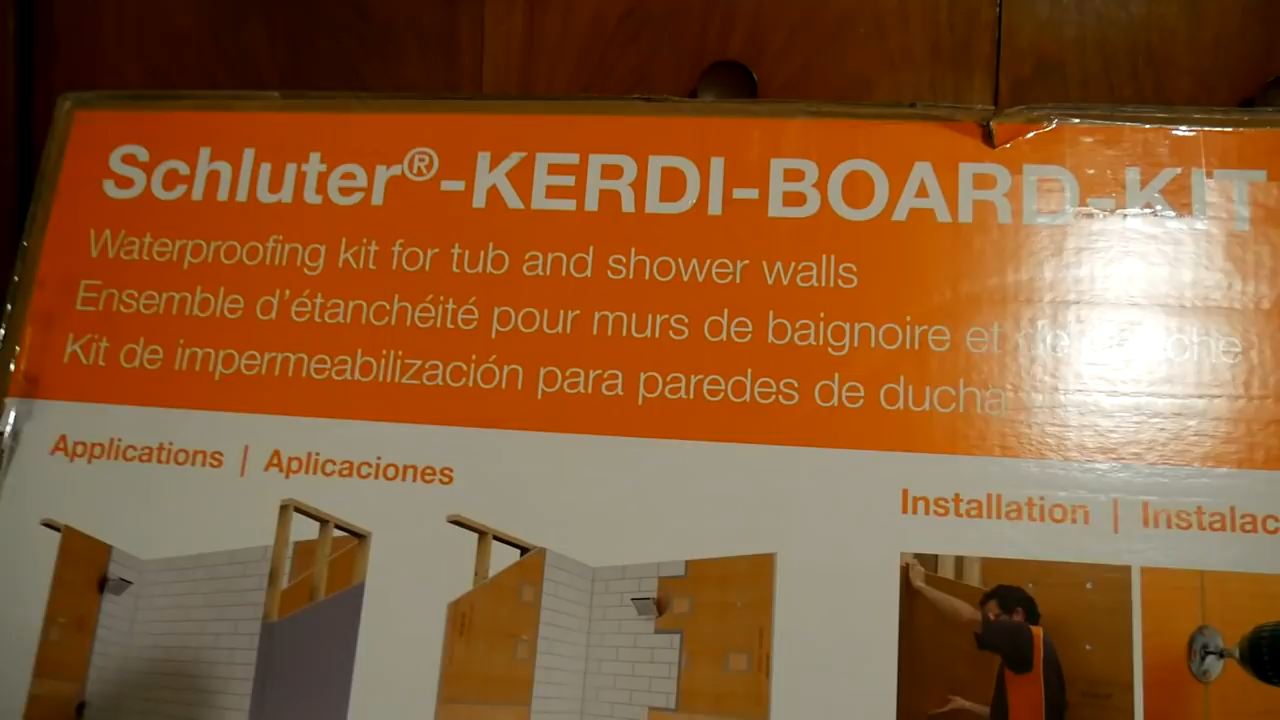 Schluter®-KERDI-BOARD-KIT
Waterproofing kit for tub and shower walls
Ensemble d'étanchéité pour murs de baignoire et
Kit de impermeabilización para paredes de ducha
Applications | Aplicaciones
Installation | Instalac